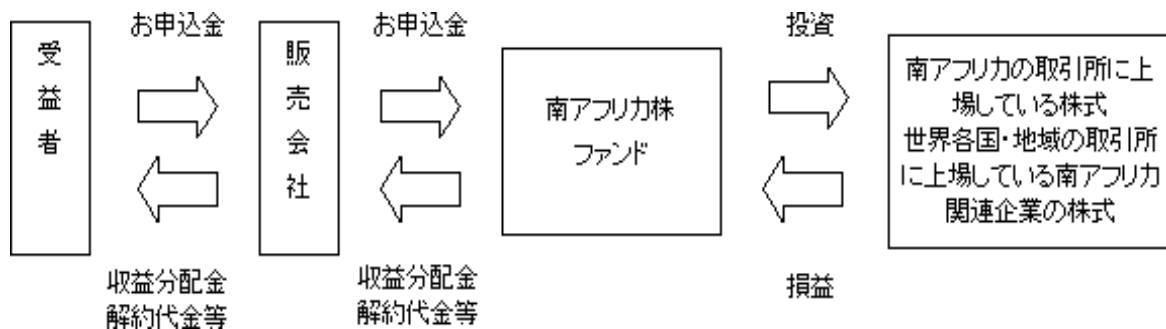 受益者
お申込金
収益分配金
解約代金等
販売会社
お申込金
収益分配金
解約代金等
南アフリカ株
ファンド
投資
損益
南アフリカの取引所に上
場している株式
世界各国・地域の取引所
に上場している南アフリカ
関連企業の株式